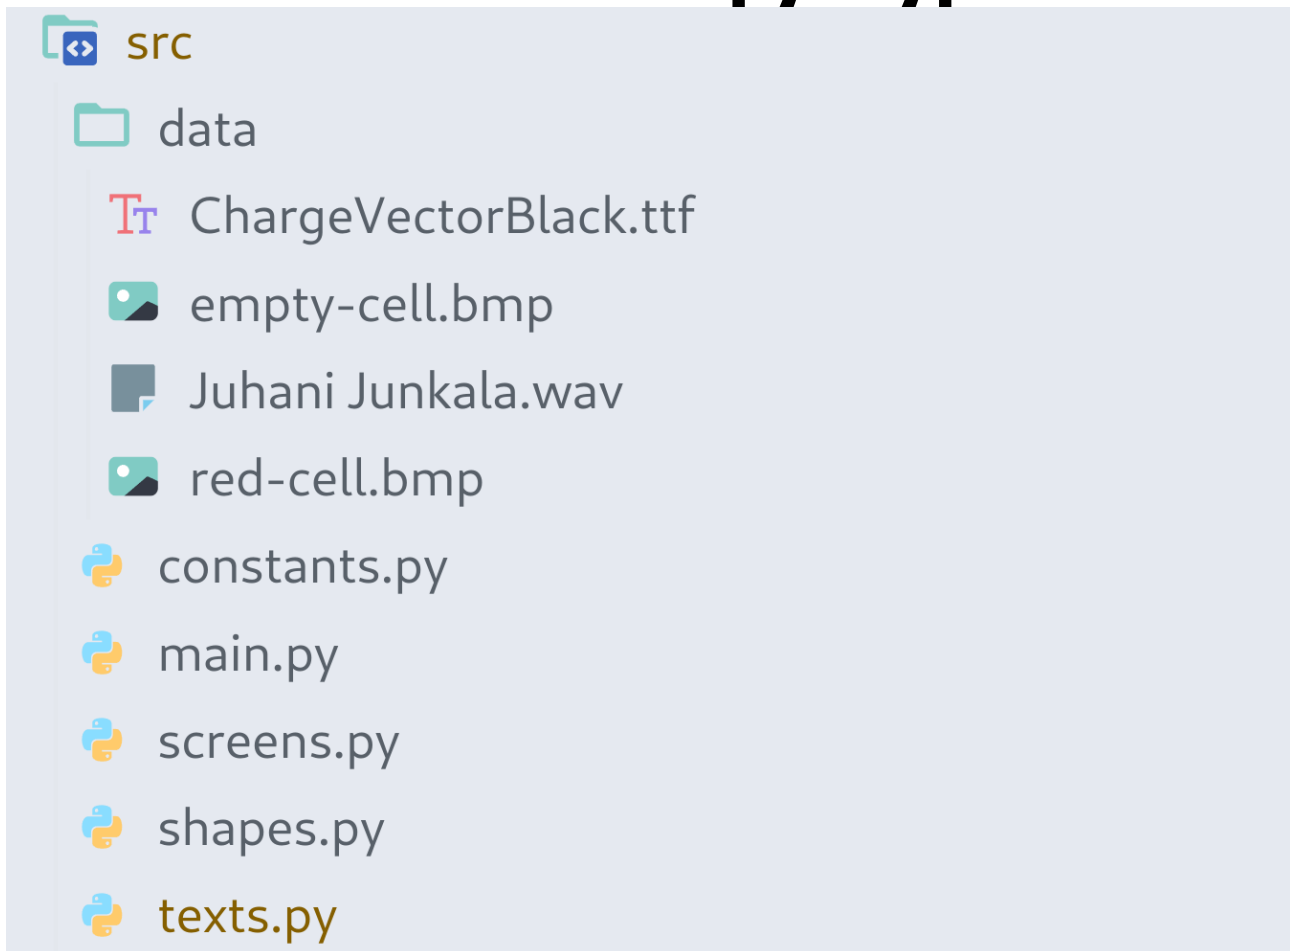 src
data
ChargeVectorBlack.ttf
empty-cell.bmp
Juhani Junkala.wav
red-cell.bmp
constants.py
main.py
screens.py
shapes.py
texts.py